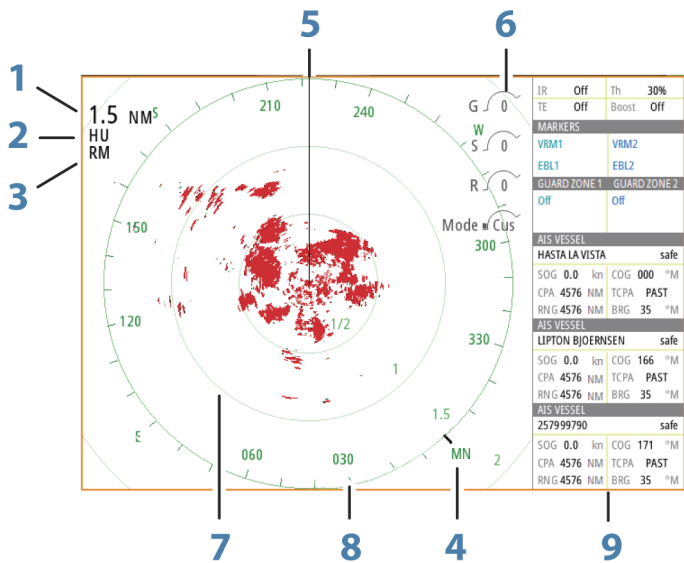 5
6
1
2
3
1.5 NM
HU
RM
S
210
240
W
150
300
120
330
E
060
030
MN
1/2
1
1.5
2
G 0
S 0
R 0
Mode Cus
IR Off Th 30%
TE Off Boost Off
MARKERS
VRM1 VRM2
EBL1 EBL2
GUARD ZONE 1 GUARD ZONE 2
Off Off
AIS VESSEL
HASTA LA VISTA safe
SOG 0.0 kn COG 000 °M
CPA 4576 NM TCPA PAST
RNG 4576 NM BRG 35 °M
AIS VESSEL
LIPTON BJOERNSEN safe
SOG 0.0 kn COG 166 °M
CPA 4576 NM TCPA PAST
RNG 4576 NM BRG 35 °M
AIS VESSEL
257999790 safe
SOG 0.0 kn COG 171 °M
CPA 4576 NM TCPA PAST
RNG 4576 NM BRG 35 °M
7
8
4
9